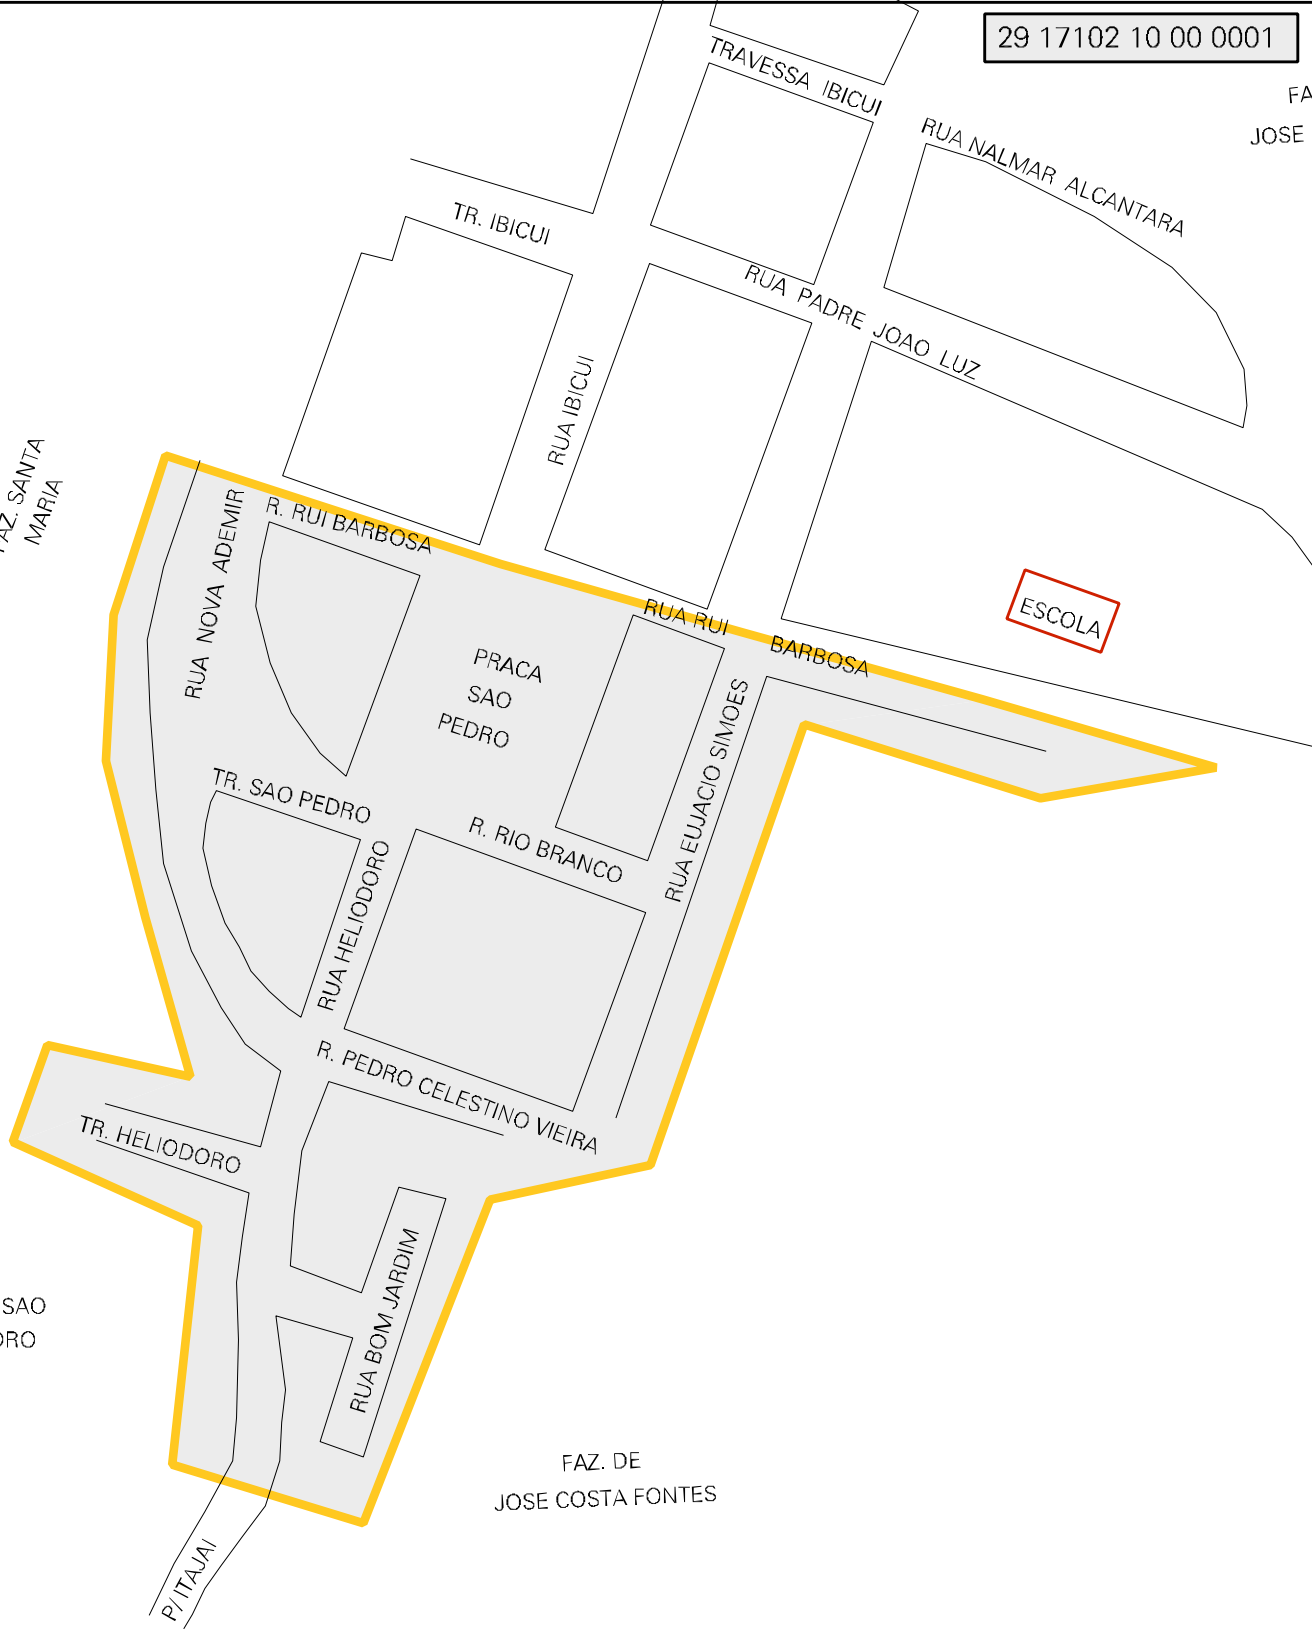 29 17102 10 00 0001
TRAVESSA IBICUI
JOSE
RUA NALMAR ALCANTARA
TR. IBICUI
RUA PADRE JOAO LUZ
RUA IBICUI
SANTA
MARIA
RUA NOVA ADEMIR
R. RUI BARBOSA
ESCOLA
RUA RUI BARBOSA
PRACA
SAO
PEDRO
RUA EUJACIO SIMOES
TR. SAO PEDRO
R. RIO BRANCO
RUA HELIODORO
R. PEDRO CELESTINO VIEIRA
TR. HELIODORO
RUA BOM JARDIM
SAO
FAZ. DE
JOSE COSTA FONTES
P/ ITAJAI